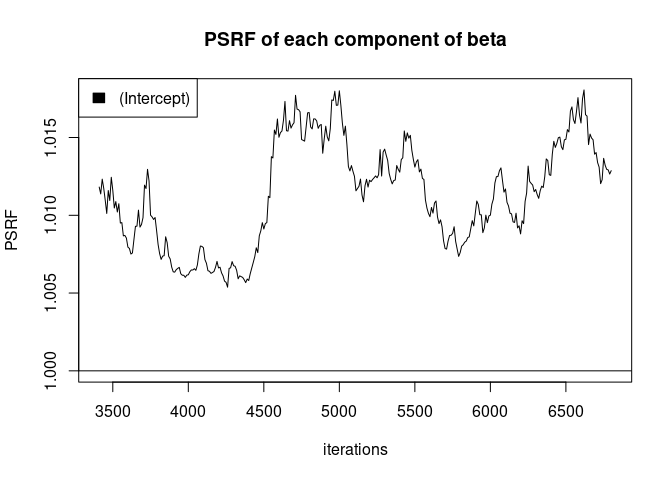 PSRF of each component of beta
(Intercept)
PSRF
1.015
1.010
1.005
1.000
3500 4000 4500 5000 5500 6000 6500
iterations